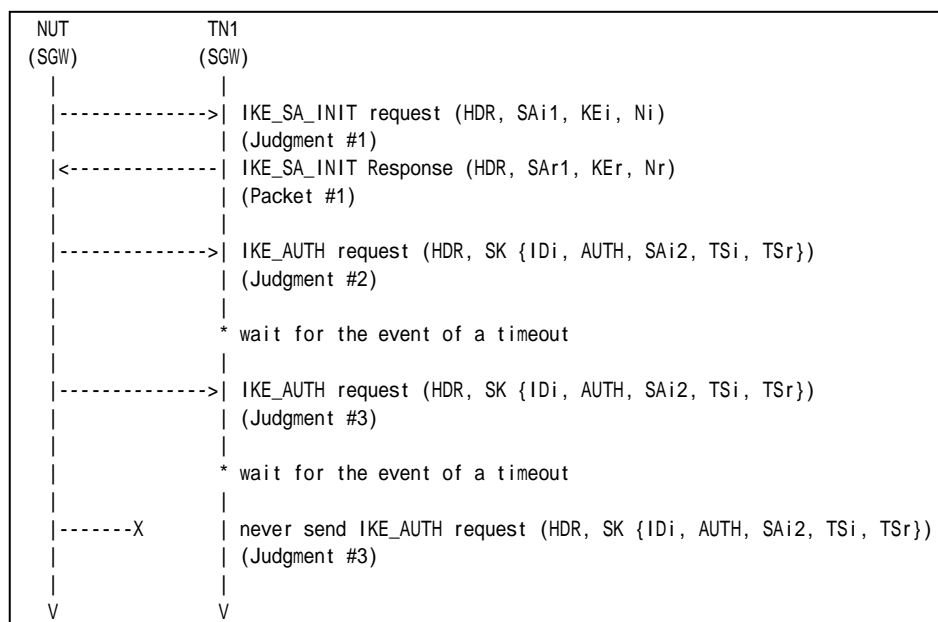 NUT TN1
(SGW) (SGW)
| |
|-------------->| IKE_SA_INIT request (HDR, SAi1, KEi, Ni)
| | (Judgment #1)
|<--------------| IKE_SA_INIT Response (HDR, SAr1, KEr, Nr)
| | (Packet #1)
| |
|-------------->| IKE_AUTH request (HDR, SK {IDi, AUTH, SAi2, TSi, TSr})
| | (Judgment #2)
| |
| * wait for the event of a timeout
| |
|-------------->| IKE_AUTH request (HDR, SK {IDi, AUTH, SAi2, TSi, TSr})
| | (Judgment #3)
| |
| * wait for the event of a timeout
| |
|-------X | never send IKE_AUTH request (HDR, SK {IDi, AUTH, SAi2, TSi, TSr})
| | (Judgment #3)
| |
V V